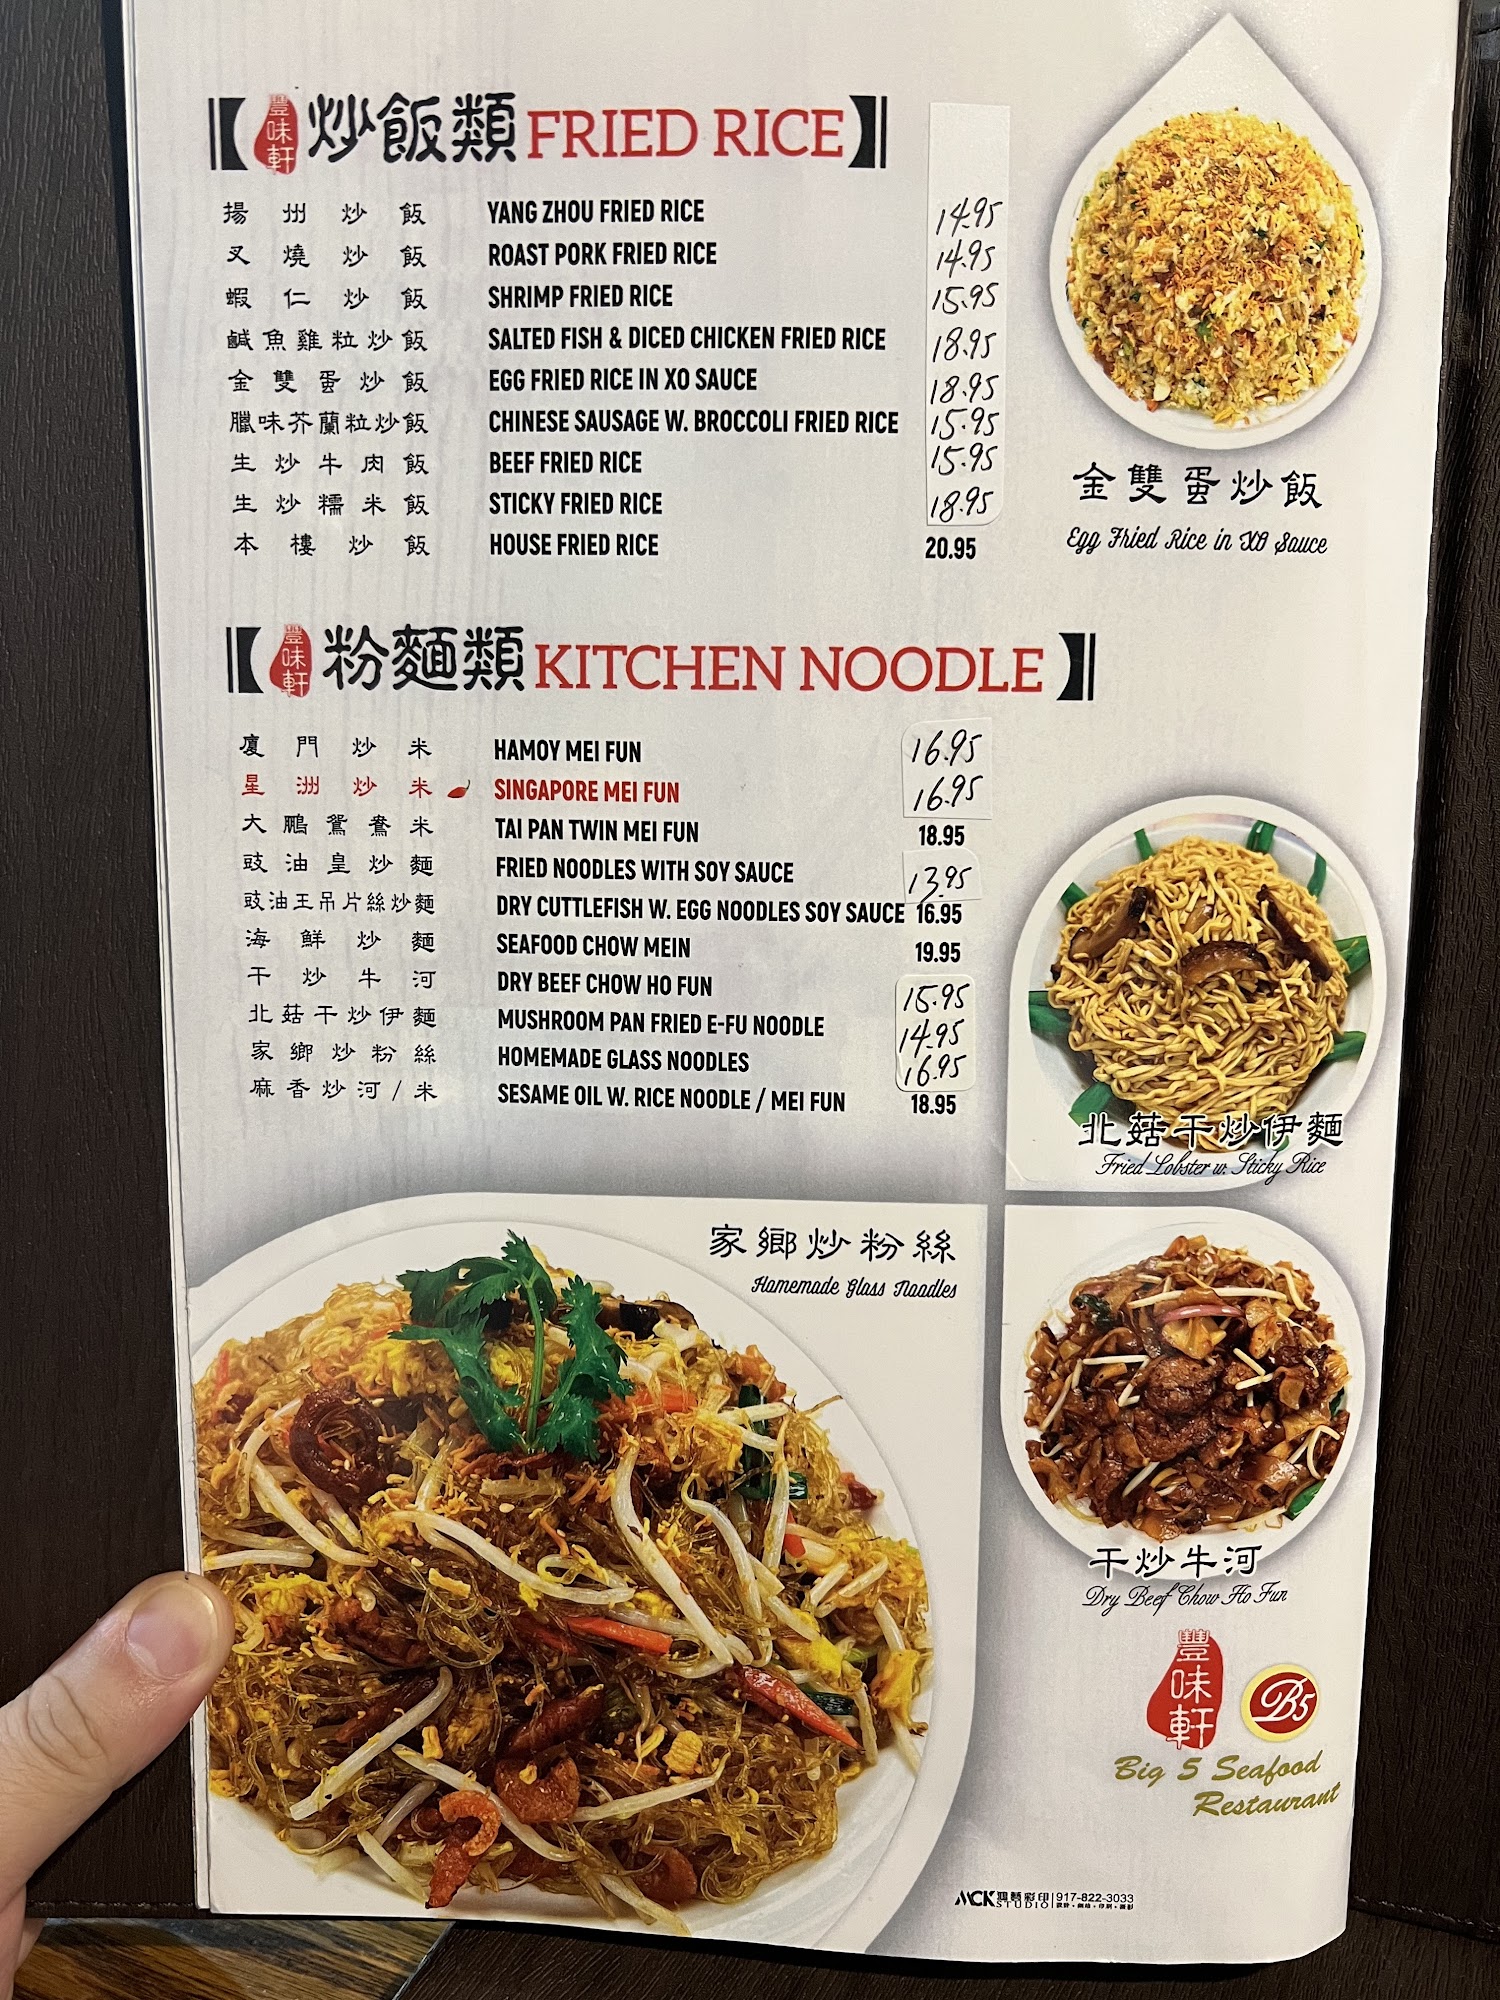 豐味軒 炒飯類 FRIED RICE
揚州炒飯 YANG ZHOU FRIED RICE 14.95
叉燒炒飯 ROAST PORK FRIED RICE 14.95
蝦仁炒飯 SHRIMP FRIED RICE 15.95
鹹魚雞粒炒飯 SALTED FISH & DICED CHICKEN FRIED RICE 18.95
金雙蛋炒飯 EGG FRIED RICE IN XO SAUCE 18.95
臘味芥蘭粒炒飯 CHINESE SAUSAGE W. BROCCOLI FRIED RICE 15.95
生炒牛肉飯 BEEF FRIED RICE 15.95
生炒糯米飯 STICKY FRIED RICE 18.95
本樓炒飯 HOUSE FRIED RICE 20.95
金雙蛋炒飯
Egg Fried Rice in XO Sauce
豐味軒 粉麵類 KITCHEN NOODLE
廈門炒米 HAMOY MEI FUN 16.95
星洲炒米 SINGAPORE MEI FUN 16.95
大鵬鴛鴦米 TAI PAN TWIN MEI FUN 18.95
豉油皇炒麵 FRIED NOODLES WITH SOY SAUCE 13.95
豉油王吊片絲炒麵 DRY CUTTLEFISH W. EGG NOODLES SOY SAUCE 16.95
海鮮炒麵 SEAFOOD CHOW MEIN 19.95
干炒牛河 DRY BEEF CHOW HO FUN 15.95
北菇干炒伊麵 MUSHROOM PAN FRIED E-FU NOODLE 14.95
家鄉炒粉絲 HOMEMADE GLASS NOODLES 16.95
麻香炒河/米 SESAME OIL W. RICE NOODLE / MEI FUN 18.95
北菇干炒伊麵
Fried Lobster w. Sticky Rice
家鄉炒粉絲
Homemade Glass Noodles
干炒牛河
Dry Beef Chow Ho Fun
豐味軒
B5
Big 5 Seafood
Restaurant
MCK STUDIO 917-822-3033